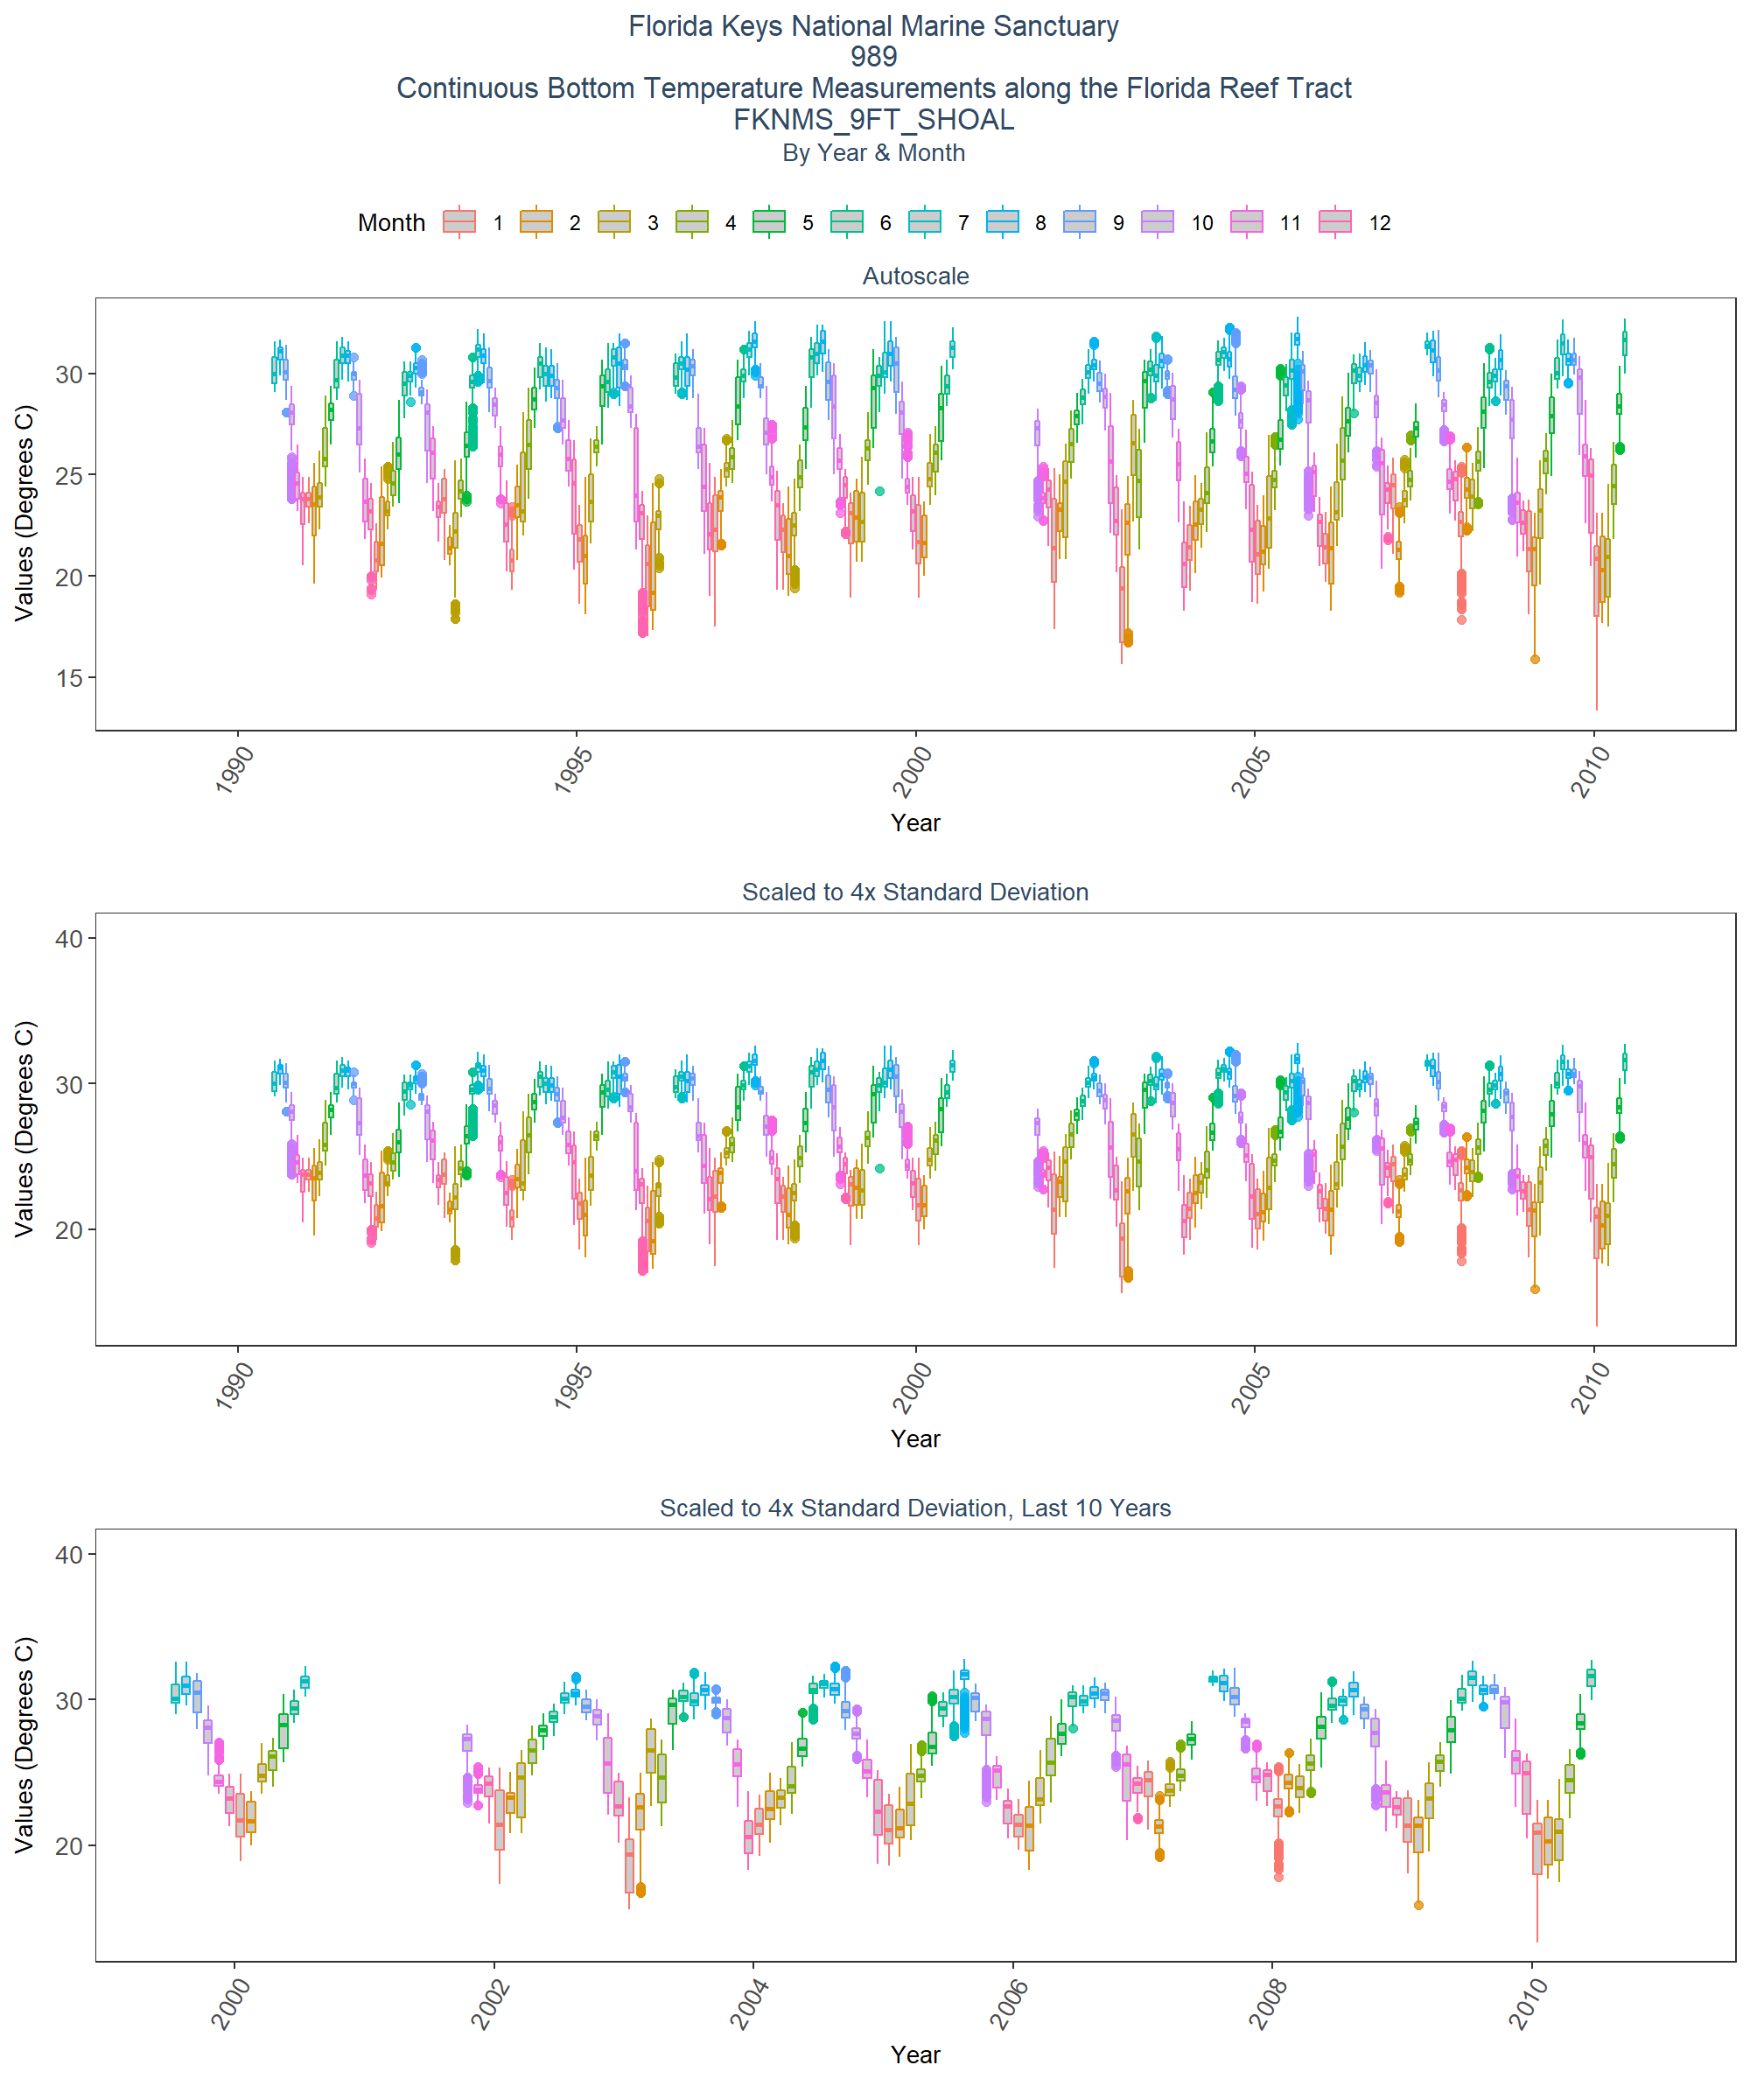 Florida Keys National Marine Sanctuary
989
Continuous Bottom Temperature Measurements along the Florida Reef Tract
FKNMS_9FT_SHOAL
By Year & Month
Month 1 2 3 4 5 6 7 8 9 10 11 12
Autoscale
Values (Degrees C)
30
25
20
15
1990 1995 2000 2005 2010
Year
Scaled to 4x Standard Deviation
Values (Degrees C)
40
30
20
1990 1995 2000 2005 2010
Year
Scaled to 4x Standard Deviation, Last 10 Years
Values (Degrees C)
40
30
20
2000 2002 2004 2006 2008 2010
Year